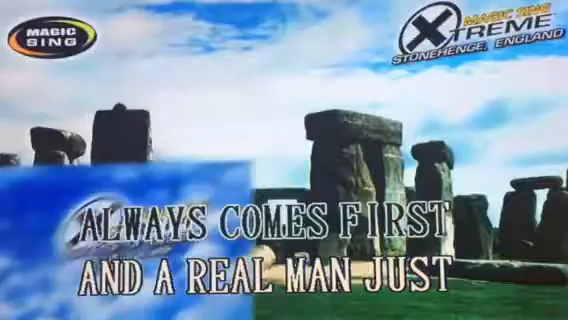 MAGIC
SING
MAGIC SING
XTREME
STONEHENGE, ENGLAND
ALWAYS COMES FIRST
AND A REAL MAN JUST